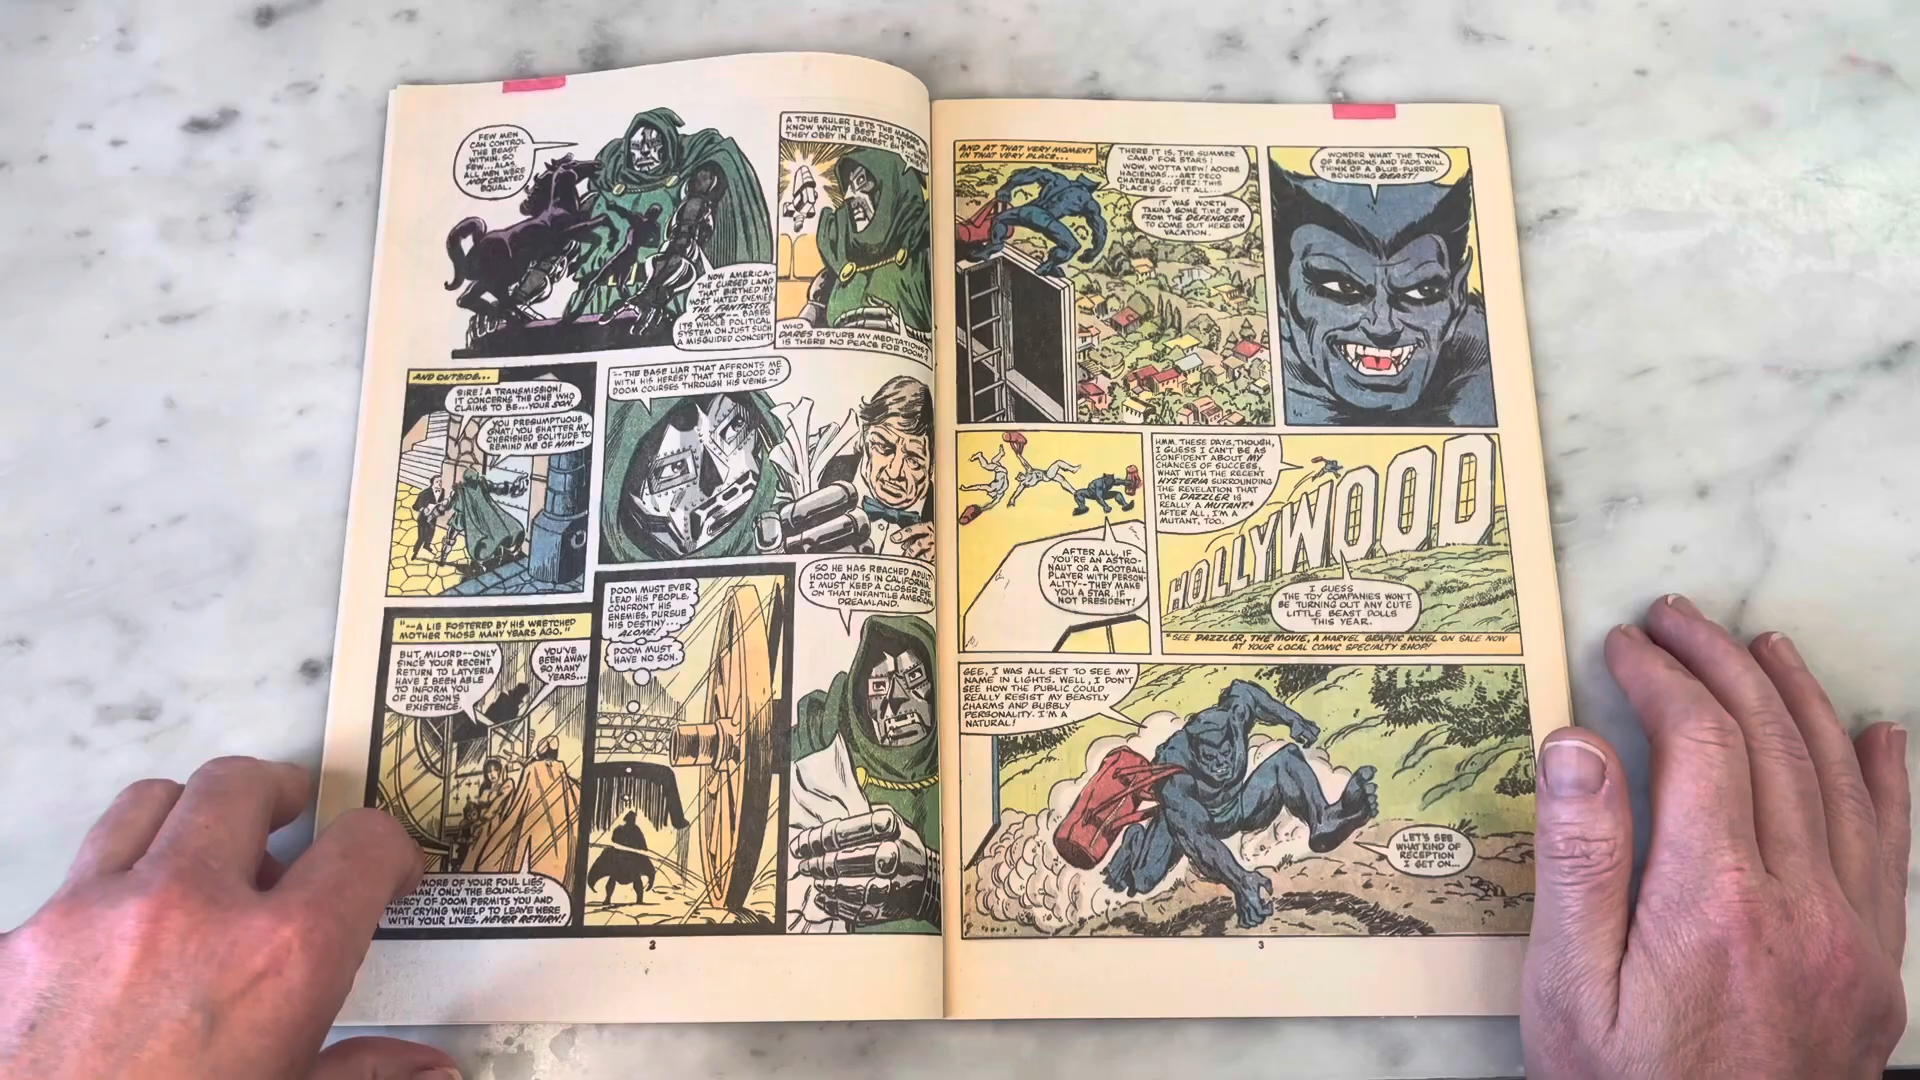 FEW MEN
CAN CONTROL
THE BEAST
WITHIN. SO
FEW...ALAS,
ALL MEN WERE
NOT CREATED
EQUAL.
NOW AMERICA--
THE CURSED LAND
THAT BIRTHED MY
MOST HATED ENEMIES,
THE FANTASTIC
FOUR-- BASES
ITS WHOLE POLITICAL
SYSTEM ON JUST SUCH
A MISGUIDED CONCEPT!
A TRUE RULER LETS THE MASSES
KNOW WHAT'S BEST FOR THEM.
THEY OBEY IN EARNEST. EH?
WHO
DARES DISTURB MY MEDITATIONS?
IS THERE NO PEACE FOR DOOM?
AND OUTSIDE...
SIRE! A TRANSMISSION!
IT CONCERNS THE ONE WHO
CLAIMS TO BE...YOUR SON.
YOU PRESUMPTUOUS
GNAT! YOU SHATTER MY
CHERISHED SOLITUDE TO
REMIND ME OF HIM--
--THE BASE LIAR THAT AFFRONTS ME
WITH HIS HERESY THAT THE BLOOD OF
DOOM COURSES THROUGH HIS VEINS--
"--A LIE FOSTERED BY HIS WRETCHED
MOTHER THOSE MANY YEARS AGO."
BUT, MILORD--ONLY
SINCE YOUR RECENT
RETURN TO LATVERIA
HAVE I BEEN ABLE
TO INFORM YOU
OF OUR SON'S
EXISTENCE.
YOU'VE
BEEN AWAY
SO MANY
YEARS...
MORE OF YOUR FOUL LIES,
ONLY THE BOUNDLESS
MERCY OF DOOM PERMITS YOU AND
THAT CRYING WHELP TO LEAVE HERE
WITH YOUR LIVES. NEVER RETURN!
DOOM MUST EVER
LEAD HIS PEOPLE,
CONFRONT HIS
ENEMIES, PURSUE
HIS DESTINY...
ALONE!
DOOM MUST
HAVE NO SON.
SO HE HAS REACHED ADULT-
HOOD AND IS IN CALIFORNIA.
I MUST KEEP A CLOSER EYE
ON THAT INFANTILE AMERICAN
DREAMLAND.
2
AND AT THAT VERY MOMENT
IN THAT VERY PLACE...
THERE IT IS, THE SUMMER
CAMP FOR STARS!
WOW, WOTTA VIEW! ADOBE
HACIENDAS...ART DECO
CHATEAUS...GEEZ! THIS
PLACE'S GOT IT ALL...
IT WAS WORTH
TAKING SOME TIME OFF
FROM THE DEFENDERS
TO COME OUT HERE ON
VACATION.
WONDER WHAT THE TOWN
OF FASHIONS AND FADS WILL
THINK OF A BLUE-FURRED,
BOUNDING BEAST!
AFTER ALL, IF
YOU'RE AN ASTRO-
NAUT OR A FOOTBALL
PLAYER WITH PERSON-
ALITY--THEY MAKE
YOU A STAR. IF
NOT PRESIDENT!
HMM. THESE DAYS, THOUGH,
I GUESS I CAN'T BE AS
CONFIDENT ABOUT MY
CHANCES OF SUCCESS,
WHAT WITH THE RECENT
HYSTERIA SURROUNDING
THE REVELATION THAT
THE DAZZLER IS
REALLY A MUTANT.*
AFTER ALL, I'M A
MUTANT, TOO.
HOLLYWOOD
I GUESS
THE TOY COMPANIES WON'T
BE TURNING OUT ANY CUTE
LITTLE BEAST DOLLS
THIS YEAR.
*SEE DAZZLER, THE MOVIE, A MARVEL GRAPHIC NOVEL ON SALE NOW
AT YOUR LOCAL COMIC SPECIALTY SHOP!
GEE, I WAS ALL SET TO SEE MY
NAME IN LIGHTS. WELL, I DON'T
SEE HOW THE PUBLIC COULD
REALLY RESIST MY BEASTLY
CHARMS AND BUBBLY
PERSONALITY. I'M A
NATURAL!
LET'S SEE
WHAT KIND OF
RECEPTION
I GET ON...
3